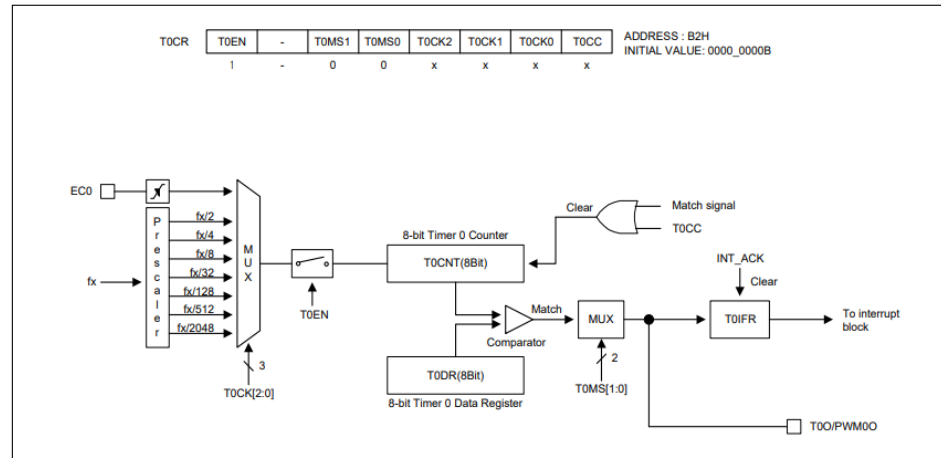 T0CR T0EN - T0MS1 T0MS0 T0CK2 T0CK1 T0CK0 T0CC ADDRESS : B2H
INITIAL VALUE: 0000_0000B
1 - 0 0 x x x x
EC0
Prescaler
fx
fx/2
fx/4
fx/8
fx/32
fx/128
fx/512
fx/2048
MUX
3
T0CK[2:0]
T0EN
8-bit Timer 0 Counter
T0CNT(8Bit)
Clear
Match signal
T0CC
Match
Comparator
T0DR(8Bit)
8-bit Timer 0 Data Register
MUX
2
T0MS[1:0]
INT_ACK
Clear
T0IFR
To interrupt
block
T0O/PWM0O